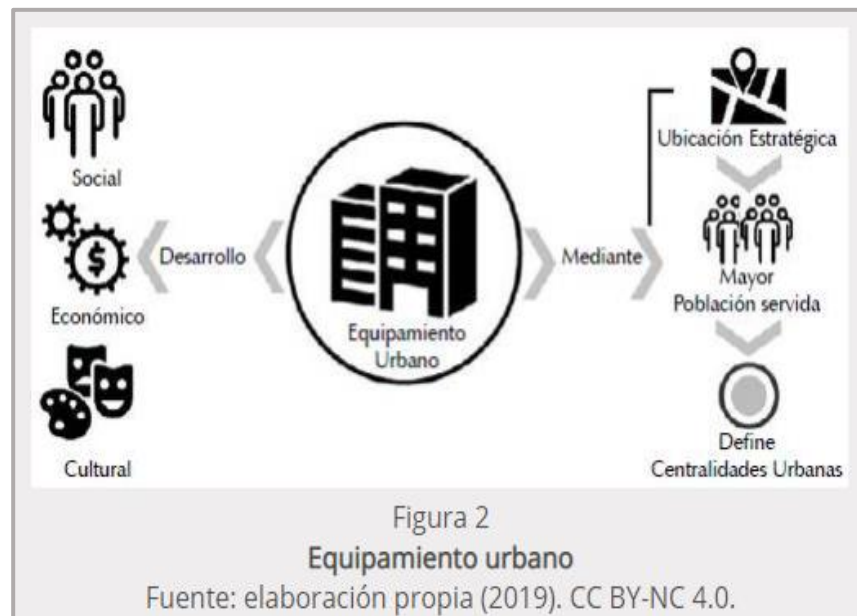 Social
Económico
Cultural
Desarrollo
Equipamiento
Urbano
Mediante
Ubicación Estratégica
Mayor
Población servida
Define
Centralidades Urbanas
Figura 2
Equipamiento urbano
Fuente: elaboración propia (2019). CC BY-NC 4.0.